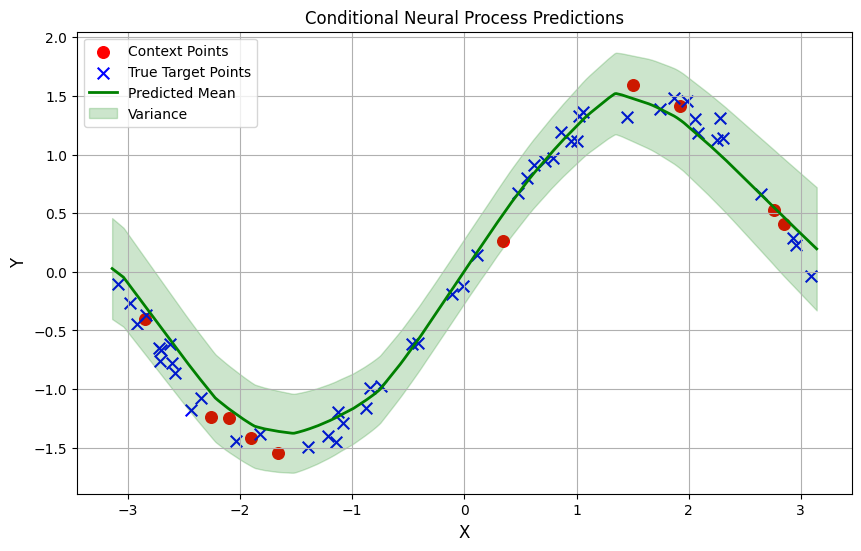 Conditional Neural Process Predictions
Context Points
True Target Points
Predicted Mean
Variance
2.0
1.5
1.0
0.5
0.0
−0.5
−1.0
−1.5
Y
−3 −2 −1 0 1 2 3
X